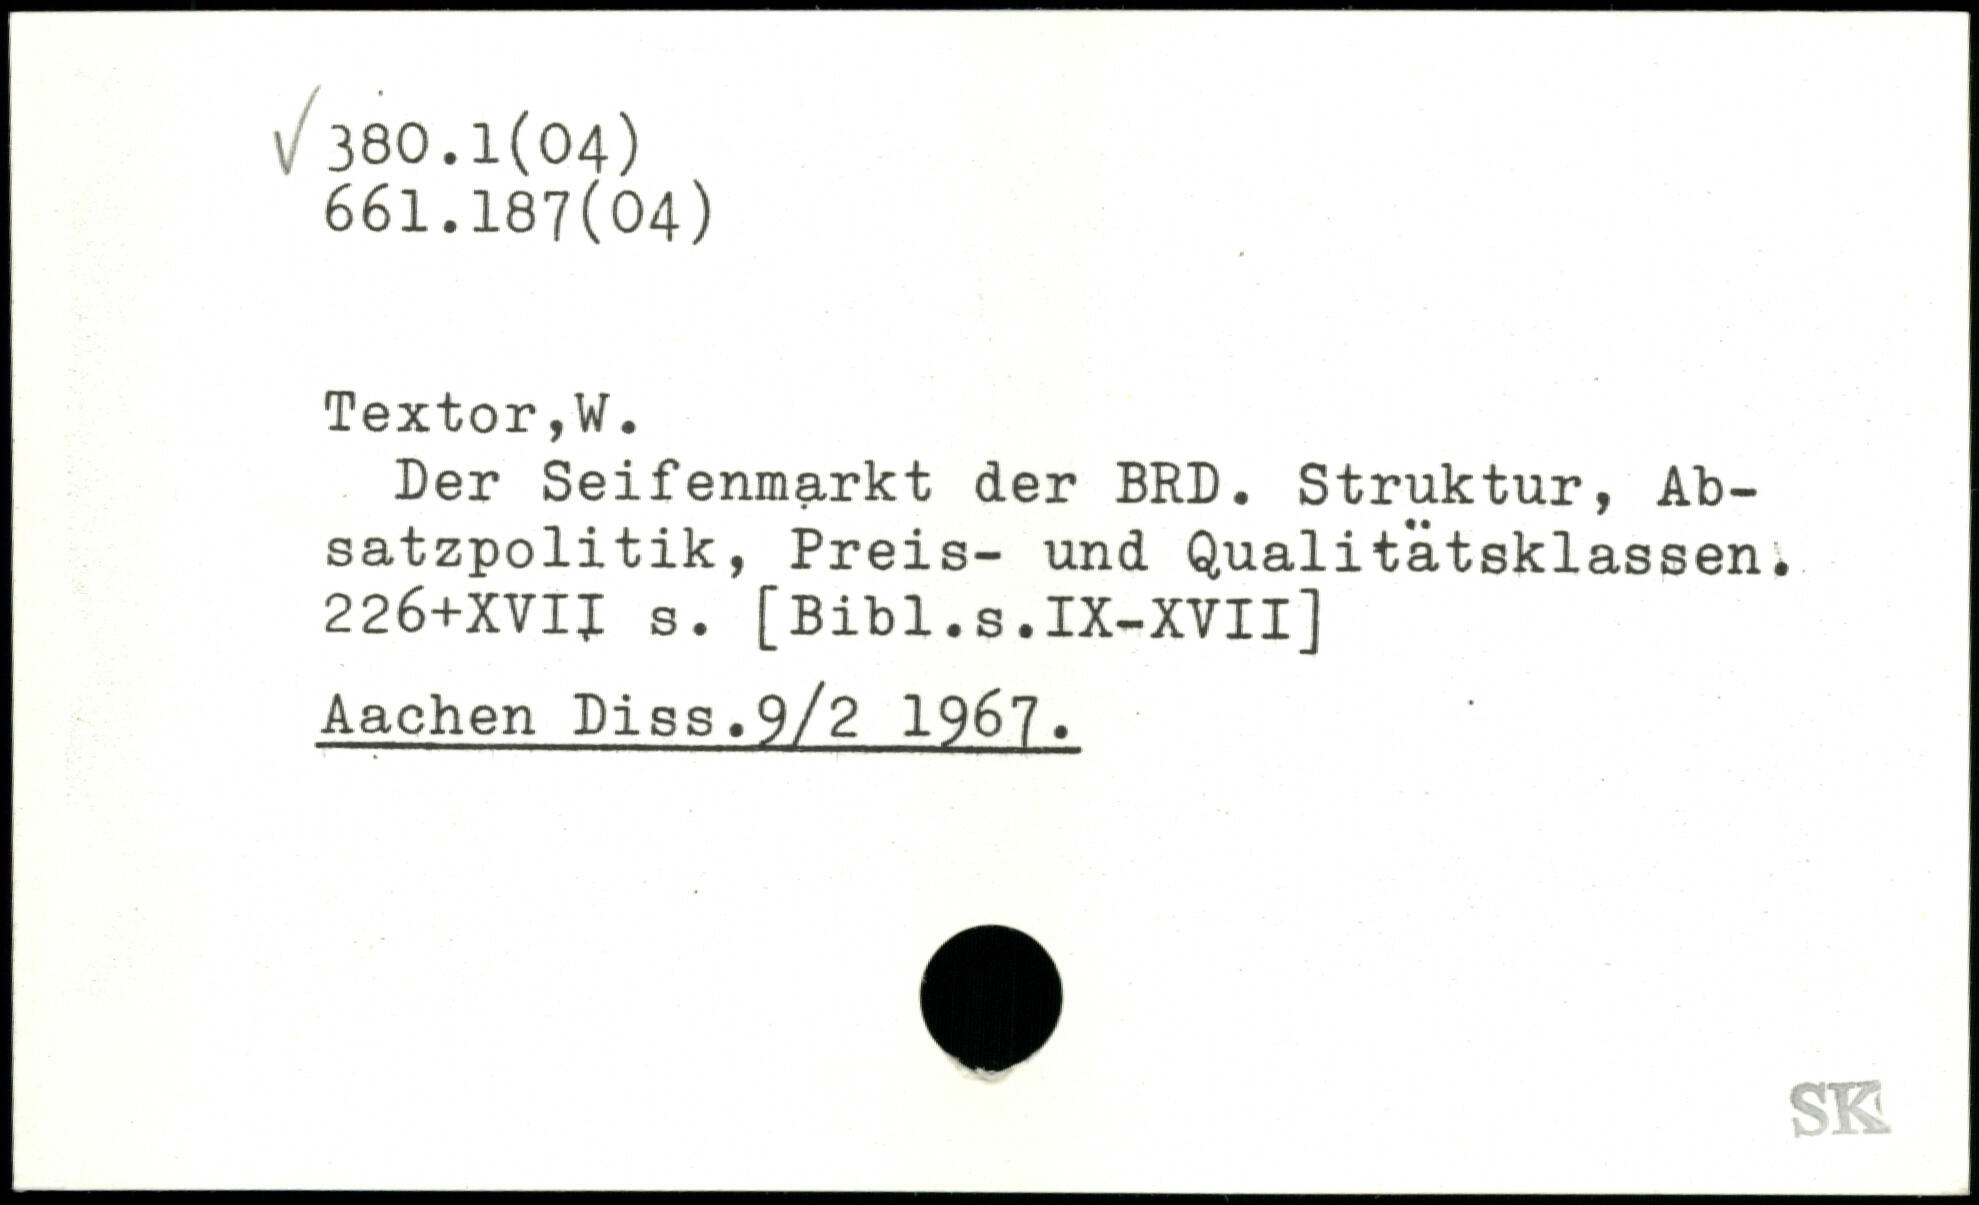 √ 380.1(04)
661.187(04)
Textor,W.
Der Seifenmarkt der BRD. Struktur, Ab-
satzpolitik, Preis- und Qualitätsklassen.
226+XVII s. [Bibl.s.IX-XVII]
Aachen Diss.9/2 1967.
SK